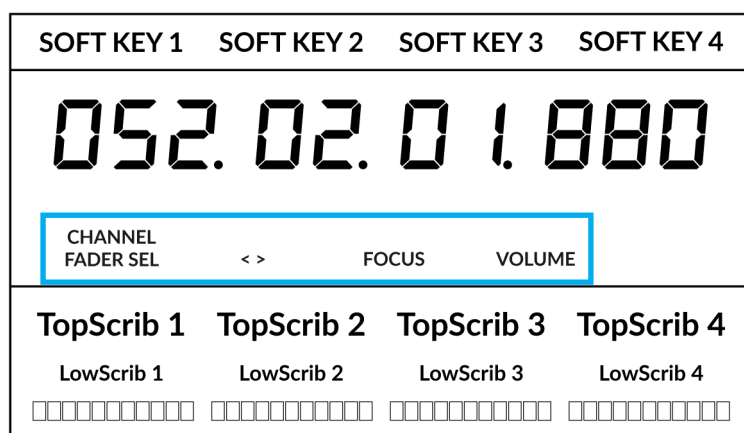 SOFT KEY 1 SOFT KEY 2 SOFT KEY 3 SOFT KEY 4
052. 02. 01. 880
CHANNEL
FADER SEL < > FOCUS VOLUME
TopScrib 1 TopScrib 2 TopScrib 3 TopScrib 4
LowScrib 1 LowScrib 2 LowScrib 3 LowScrib 4